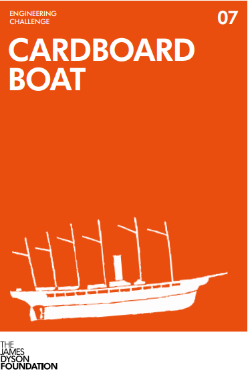 ENGINEERING
CHALLENGE
07
CARDBOARD
BOAT
THE
JAMES
DYSON
FOUNDATION